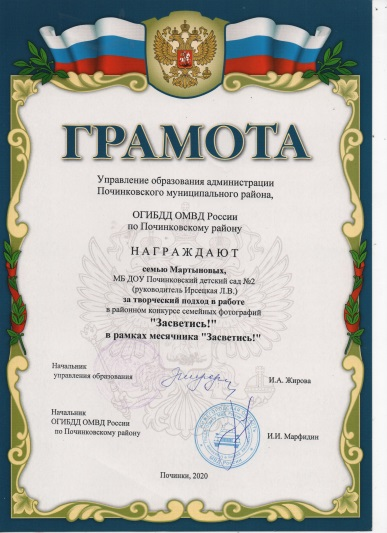 ГРАМОТА
Управление образования администрации
Починковского муниципального района,
ОГИБДД ОМВД России
по Починковскому району
НАГРАЖДАЮТ
семью Мартыновых,
МБ ДОУ Починковский детский сад №2
(руководитель Ирсецкая Л.В.)
за творческий подход в работе
в районном конкурсе семейных фотографий
"Засветись!"
в рамках месячника "Засветись!"
Начальник
управления образования
И.А. Жирова
Начальник
ОГИБДД ОМВД России
по Починковскому району
И.И. Марфидин
Починки, 2020